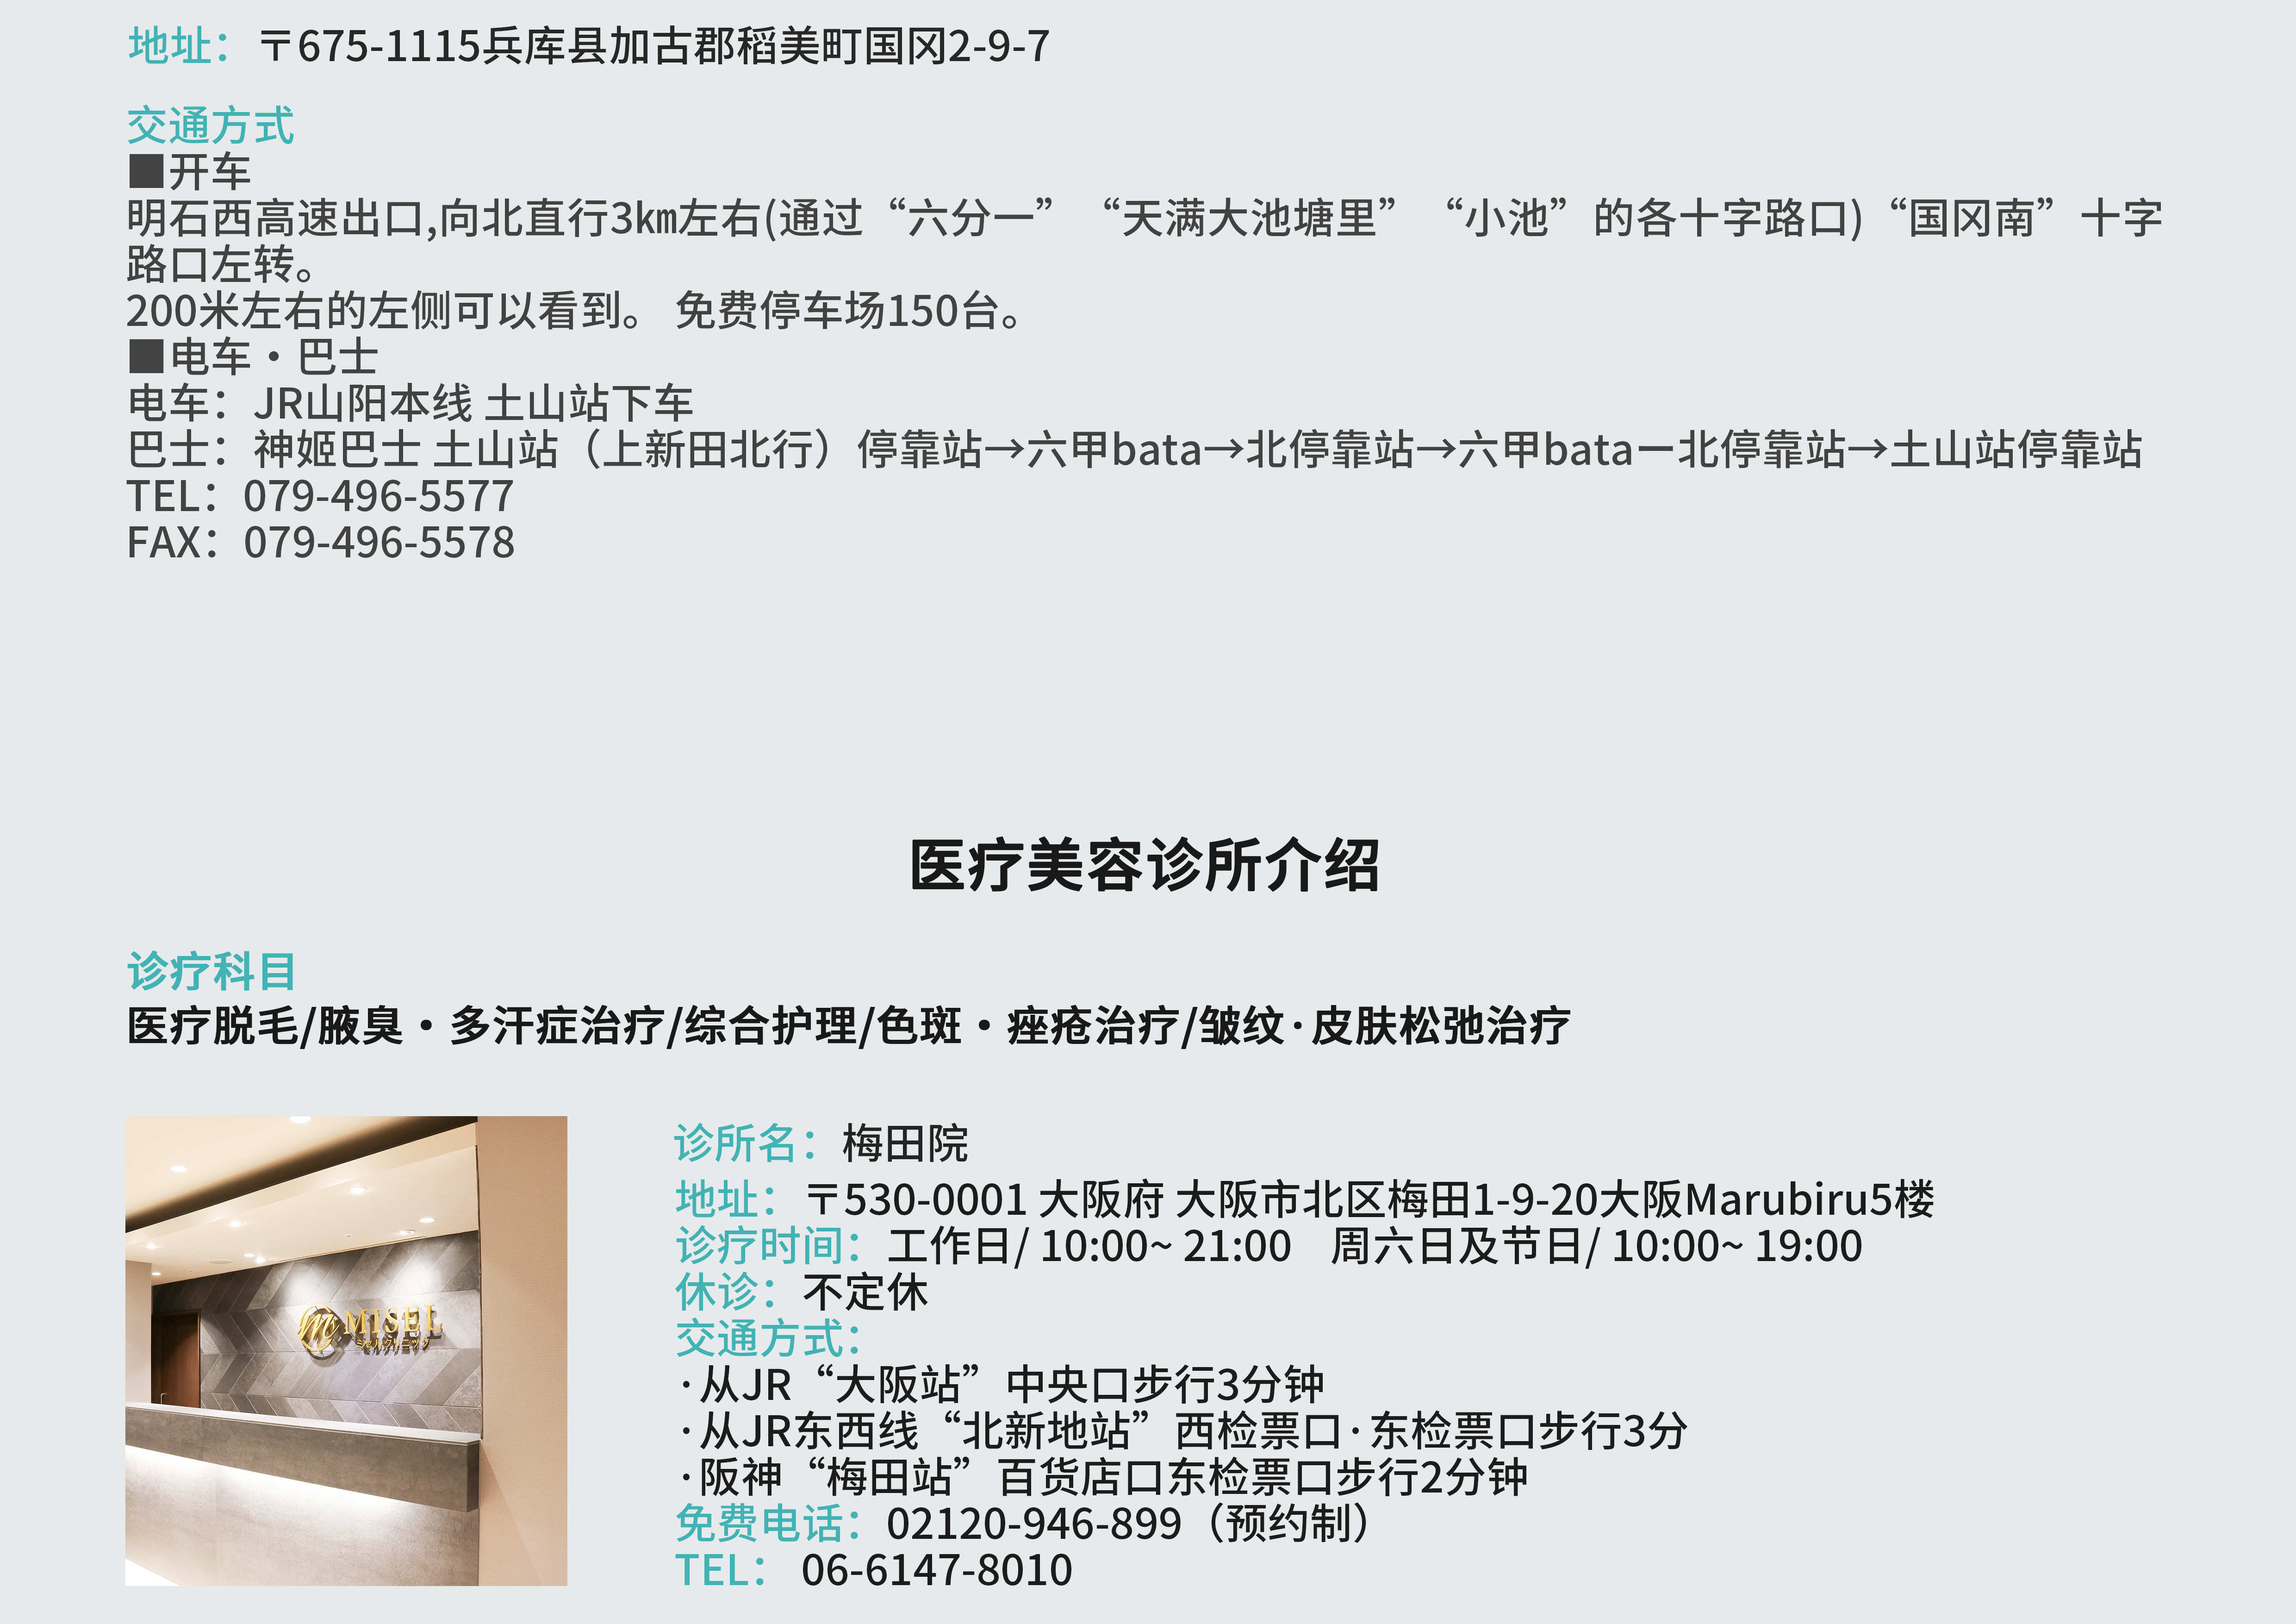 地址：〒675-1115兵库县加古郡稻美町国冈2-9-7
交通方式
■开车
明石西高速出口,向北直行3㎞左右(通过“六分一”“天满大池塘里”“小池”的各十字路口)“国冈南”十字
路口左转。
200米左右的左侧可以看到。 免费停车场150台。
■电车・巴士
电车：JR山阳本线 土山站下车
巴士：神姬巴士 土山站（上新田北行）停靠站→六甲bata→北停靠站→六甲bataー北停靠站→土山站停靠站
TEL：079-496-5577
FAX：079-496-5578
医疗美容诊所介绍
诊疗科目
医疗脱毛/腋臭・多汗症治疗/综合护理/色斑・痤疮治疗/皱纹·皮肤松弛治疗
MISEL
ミセルクリニック
诊所名：梅田院
地址：〒530-0001 大阪府 大阪市北区梅田1-9-20大阪Marubiru5楼
诊疗时间：工作日/ 10:00~ 21:00　周六日及节日/ 10:00~ 19:00
休诊：不定休
交通方式：
·从JR“大阪站”中央口步行3分钟
·从JR东西线“北新地站”西检票口·东检票口步行3分
·阪神“梅田站”百货店口东检票口步行2分钟
免费电话：02120-946-899（预约制）
TEL： 06-6147-8010